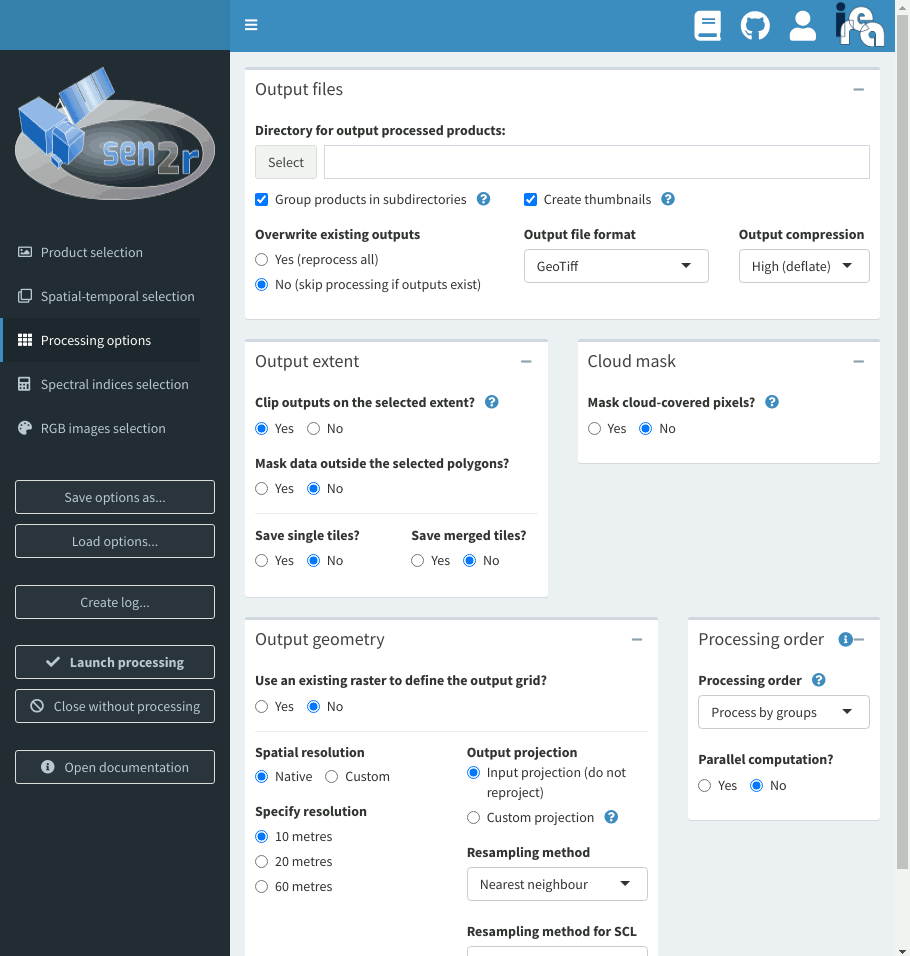 irea
sen2r
Product selection
Spatial-temporal selection
Processing options
Spectral indices selection
RGB images selection
Save options as...
Load options...
Create log...
Launch processing
Close without processing
Open documentation
Output files
Directory for output processed products:
Select
Group products in subdirectories
Create thumbnails
Overwrite existing outputs
Yes (reprocess all)
No (skip processing if outputs exist)
Output file format
GeoTiff
Output compression
High (deflate)
Output extent
Clip outputs on the selected extent?
Yes No
Mask data outside the selected polygons?
Yes No
Save single tiles?
Yes No
Save merged tiles?
Yes No
Cloud mask
Mask cloud-covered pixels?
Yes No
Output geometry
Use an existing raster to define the output grid?
Yes No
Spatial resolution
Native Custom
Specify resolution
10 metres
20 metres
60 metres
Output projection
Input projection (do not
reproject)
Custom projection
Resampling method
Nearest neighbour
Resampling method for SCL
Processing order
Processing order
Process by groups
Parallel computation?
Yes No